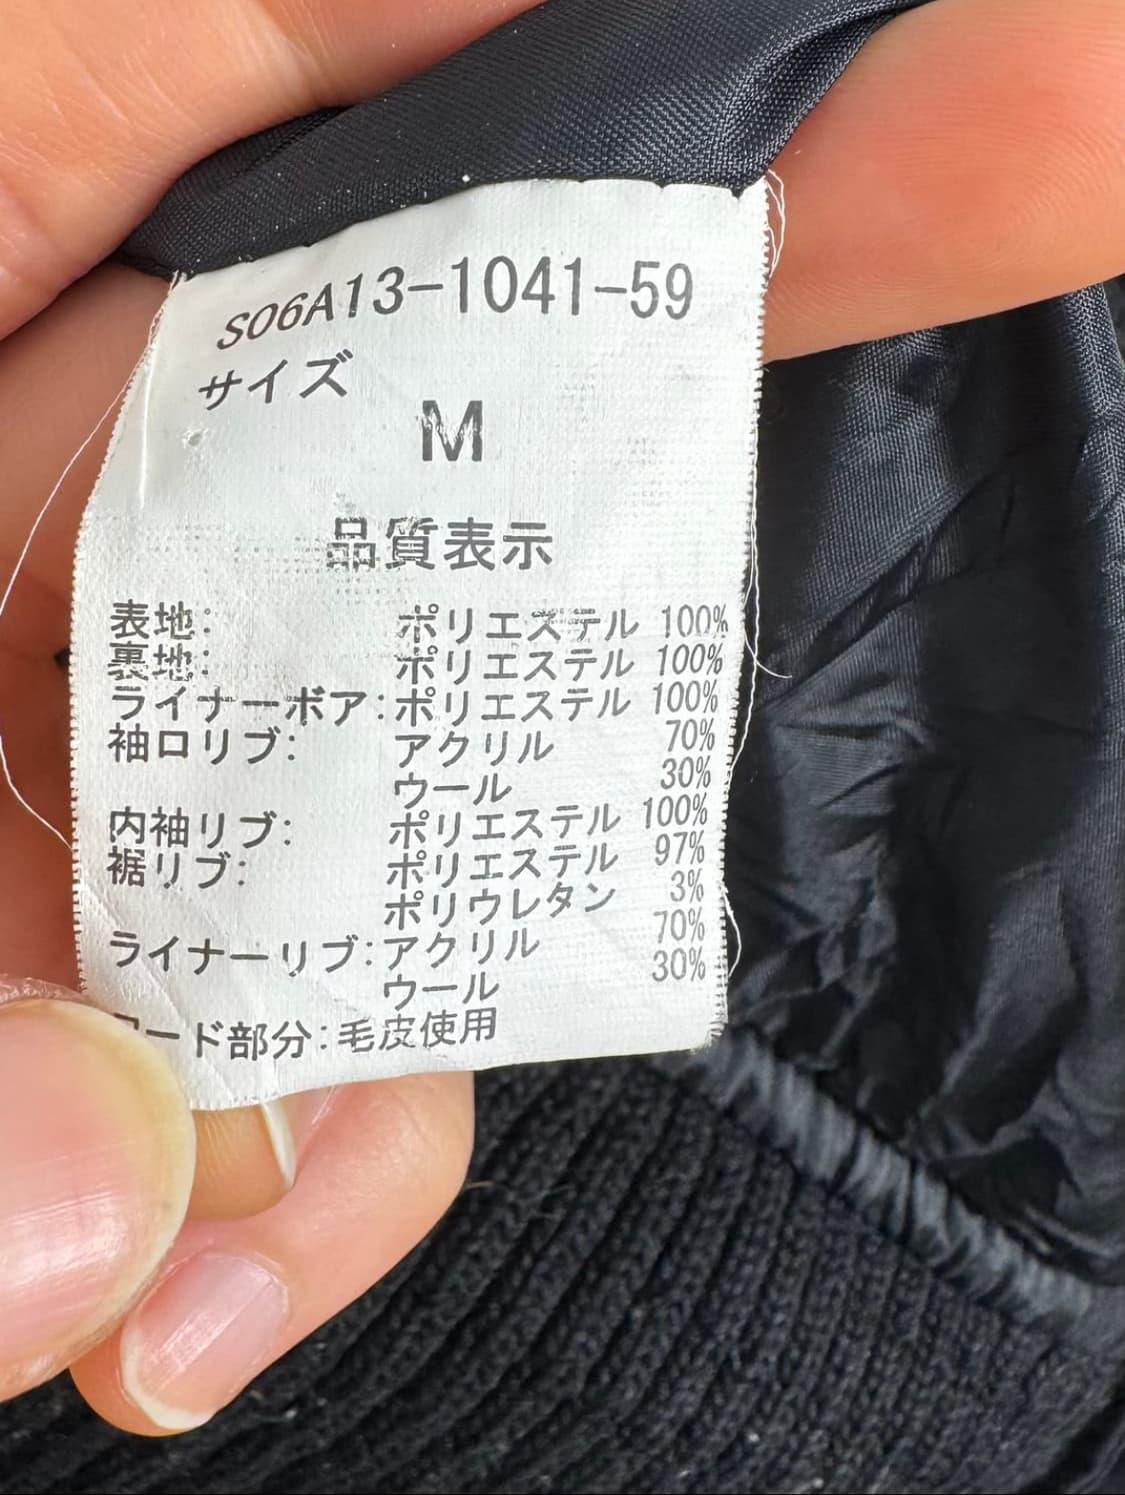 S06A13-1041-59
サイズ
M
品質表示
表地: ポリエステル 100%
裏地: ポリエステル 100%
ライナーボア: ポリエステル 100%
袖口リブ: アクリル 70%
ウール 30%
内袖リブ: ポリエステル 100%
裾リブ: ポリエステル 97%
ポリウレタン 3%
ライナーリブ: アクリル 70%
ウール 30%
コード部分: 毛皮使用